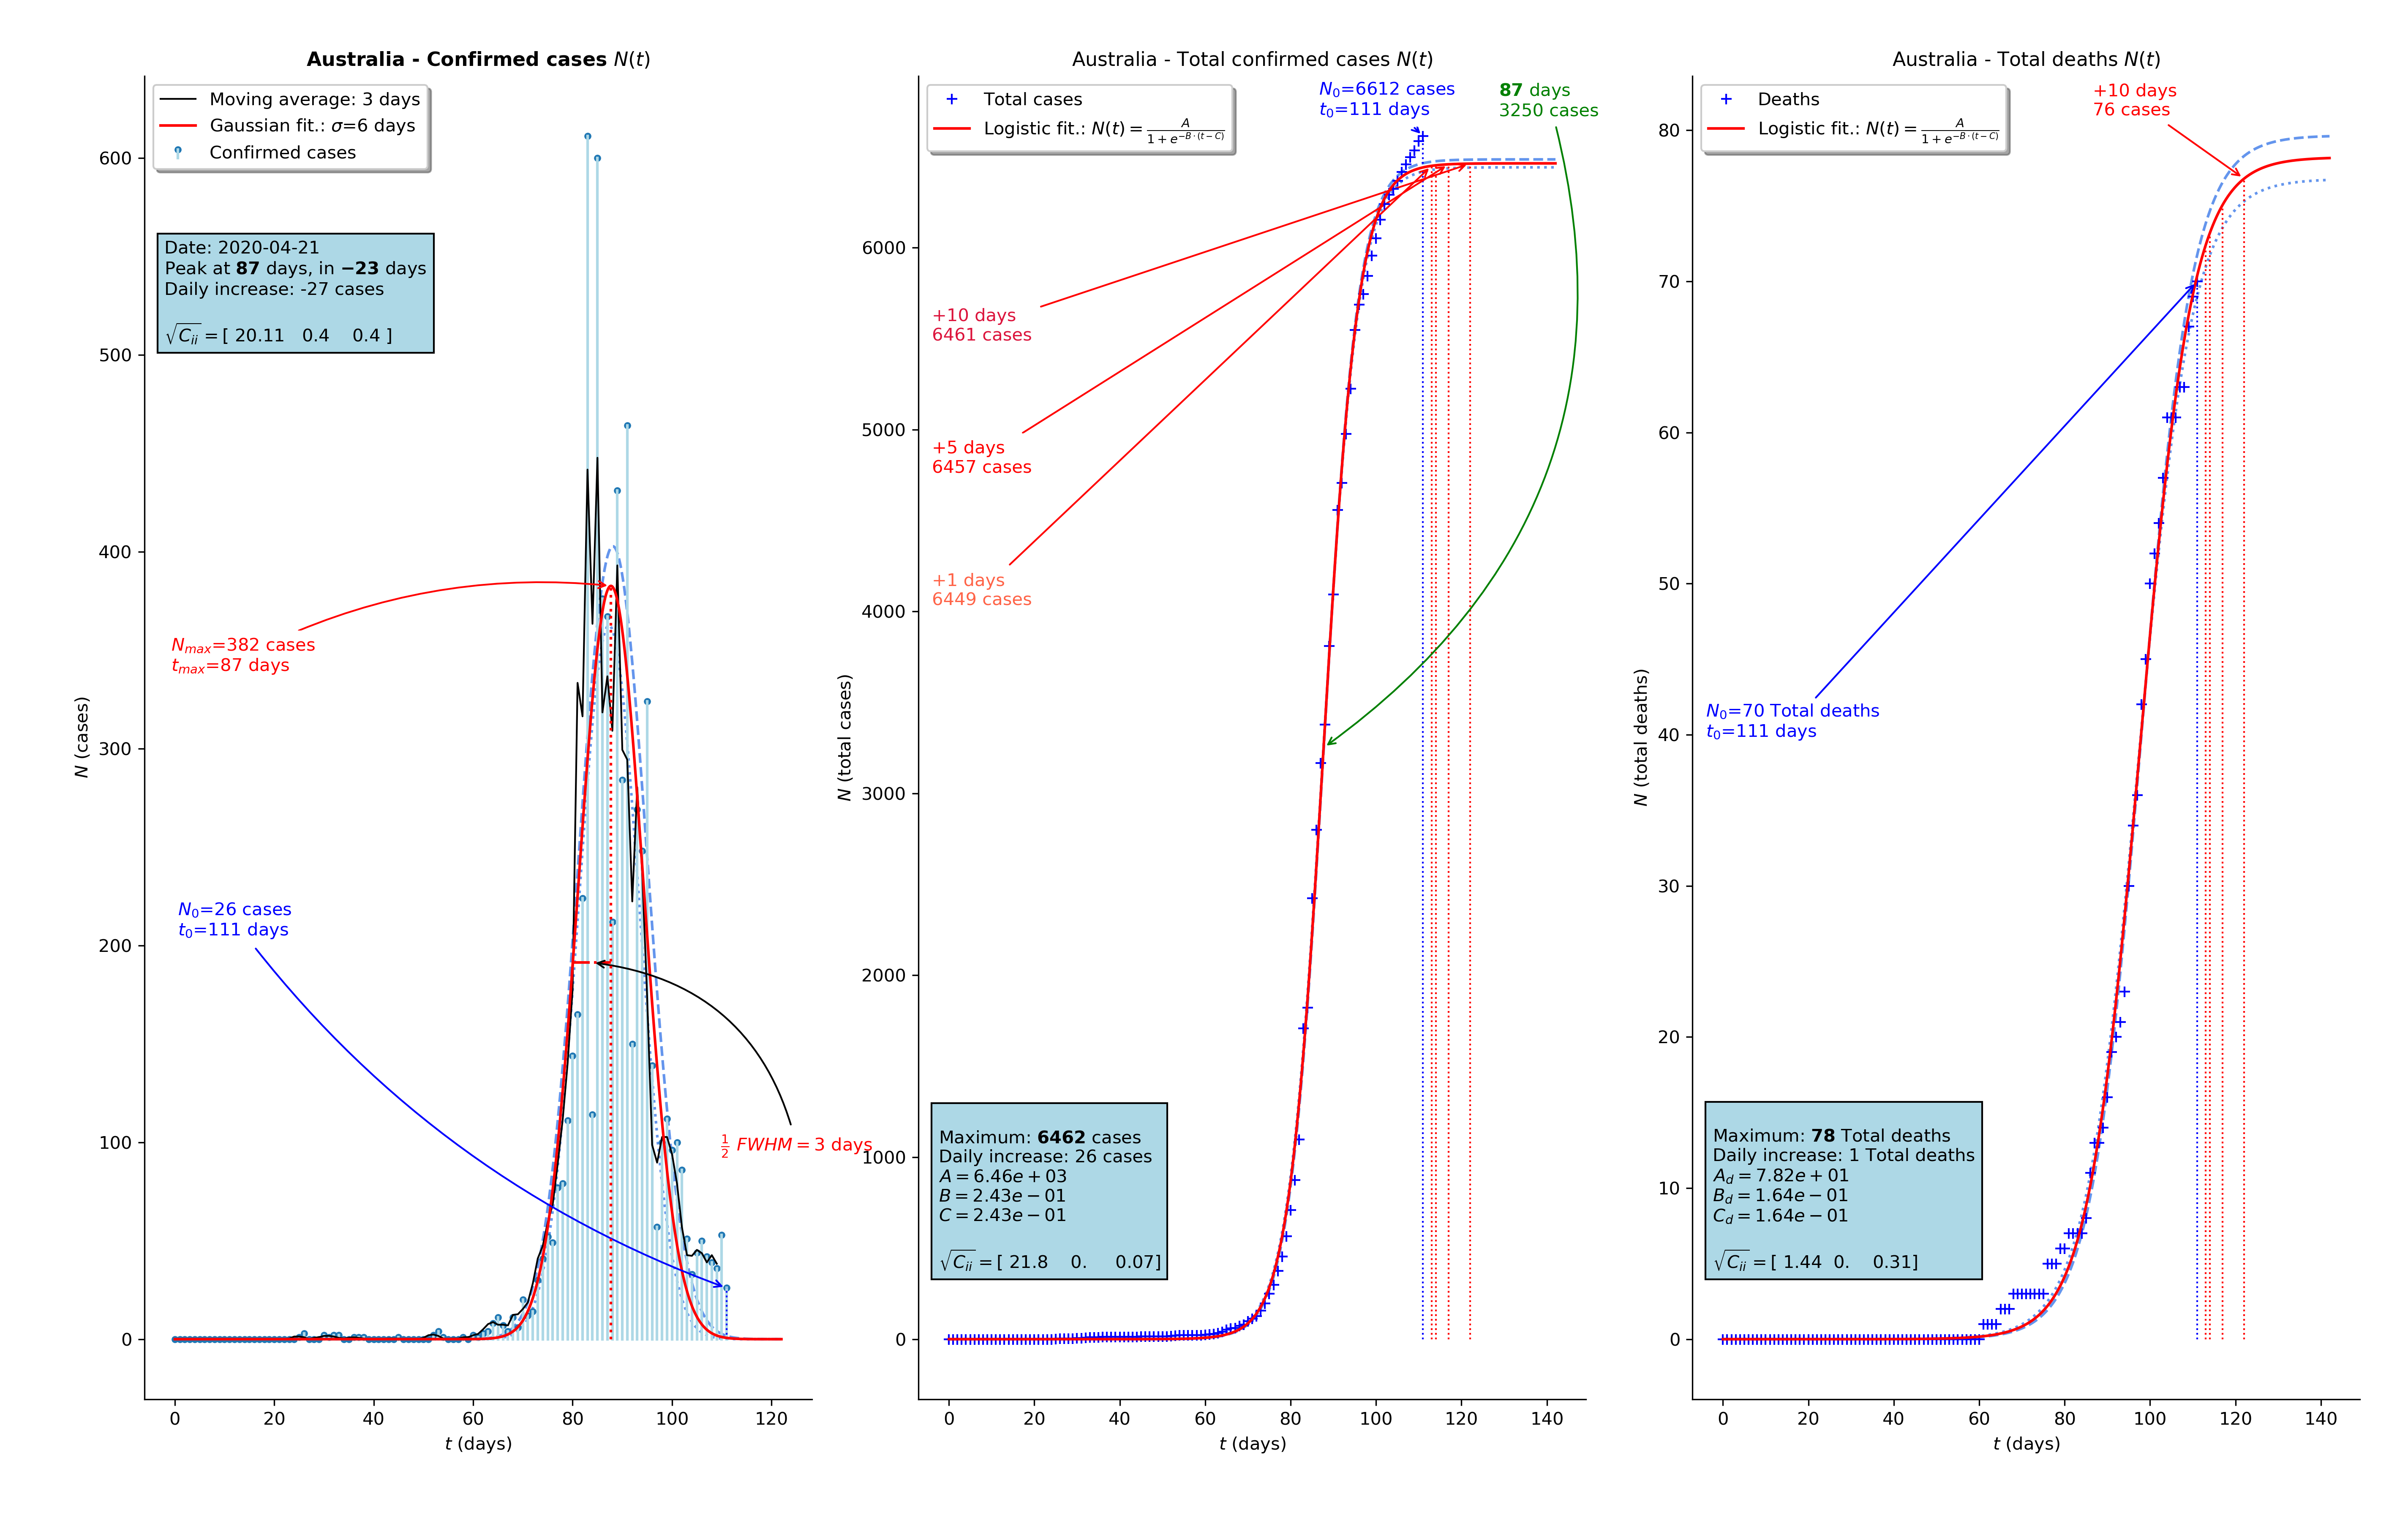 Australia - Confirmed cases N(t)
Moving average: 3 days
Gaussian fit.: σ=6 days
Confirmed cases
Date: 2020-04-21
Peak at 87 days, in −23 days
Daily increase: -27 cases
√C_ii = [ 20.11 0.4 0.4 ]
N_max=382 cases
t_max=87 days
N_0=26 cases
t_0=111 days
½ FWHM = 3 days
N (cases)
600
500
400
300
200
100
0
0 20 40 60 80 100 120
t (days)
Australia - Total confirmed cases N(t)
Total cases
Logistic fit.: N(t) = A / (1 + e^{−B·(t−C)})
N_0=6612 cases
t_0=111 days
87 days
3250 cases
+10 days
6461 cases
+5 days
6457 cases
+1 days
6449 cases
Maximum: 6462 cases
Daily increase: 26 cases
A = 6.46e + 03
B = 2.43e − 01
C = 2.43e − 01
√C_ii = [ 21.8 0. 0.07]
N (total cases)
6000
5000
4000
3000
2000
1000
0
0 20 40 60 80 100 120 140
t (days)
Australia - Total deaths N(t)
Deaths
Logistic fit.: N(t) = A / (1 + e^{−B·(t−C)})
+10 days
76 cases
N_0=70 Total deaths
t_0=111 days
Maximum: 78 Total deaths
Daily increase: 1 Total deaths
A_d = 7.82e + 01
B_d = 1.64e − 01
C_d = 1.64e − 01
√C_ii = [ 1.44 0. 0.31]
N (total deaths)
80
70
60
50
40
30
20
10
0
0 20 40 60 80 100 120 140
t (days)